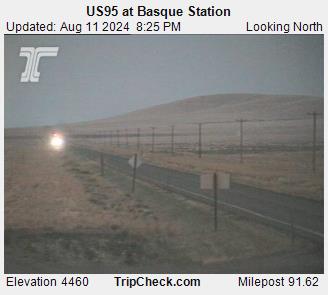 US95 at Basque Station
Updated: Aug 11 2024 8:25 PM Looking North
Elevation 4460 TripCheck.com Milepost 91.62